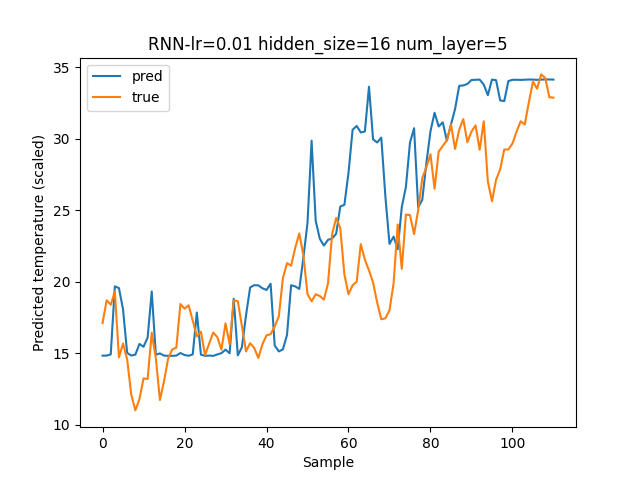 RNN-lr=0.01 hidden_size=16 num_layer=5
pred
true
Predicted temperature (scaled)
35
30
25
20
15
10
0
20
40
60
80
100
Sample